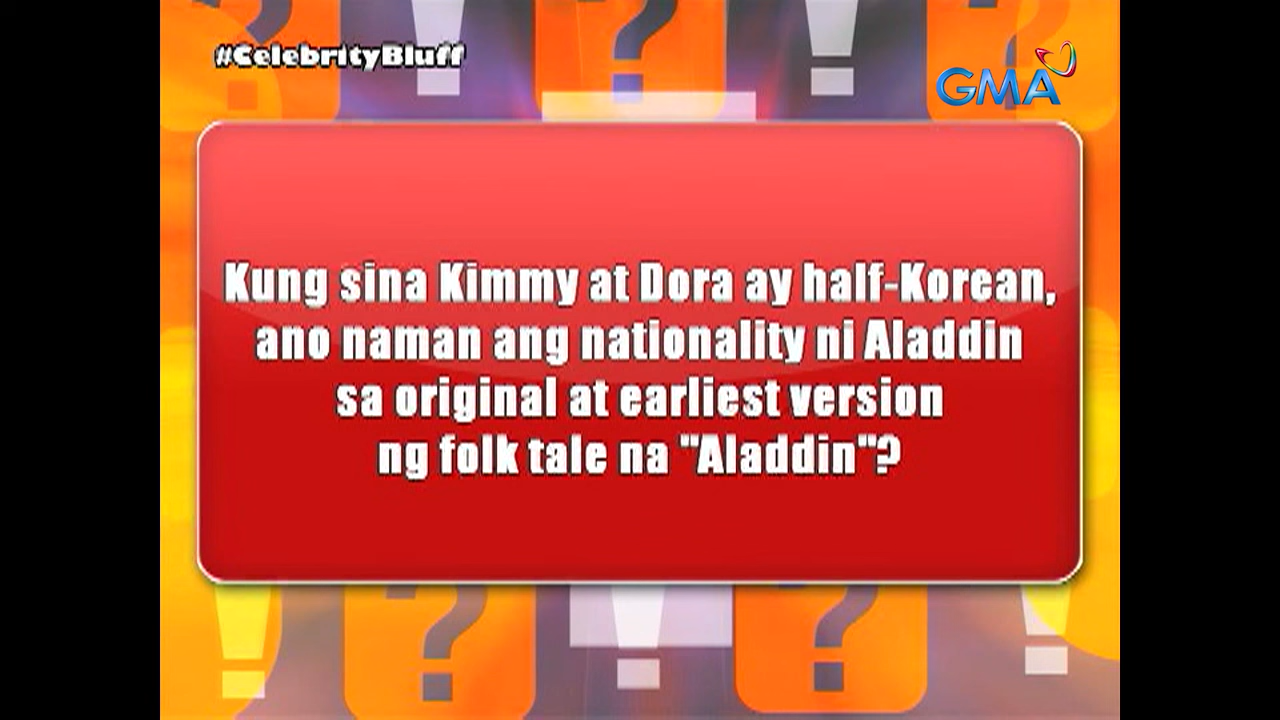 #CelebrityBluff
GMA
Kung sina Kimmy at Dora ay half-Korean,
ano naman ang nationality ni Aladdin
sa original at earliest version
ng folk tale na "Aladdin"?